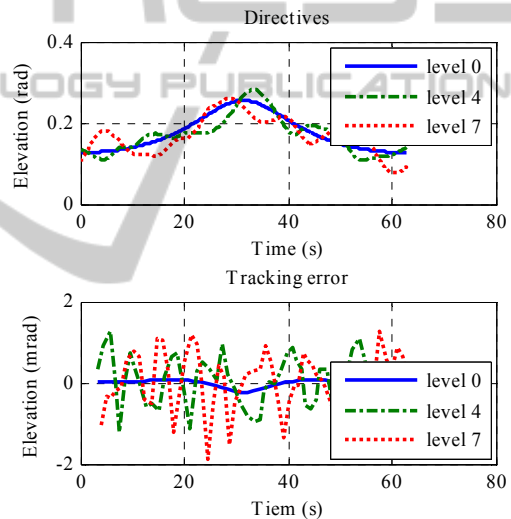 Directives
0.4
0.2
0
Elevation (rad)
level 0
level 4
level 7
0 20 40 60 80
Time (s)
LOGY PUBLICATION
Tracking error
2
0
-2
Elevation (mrad)
level 0
level 4
level 7
0 20 40 60 80
Tiem (s)